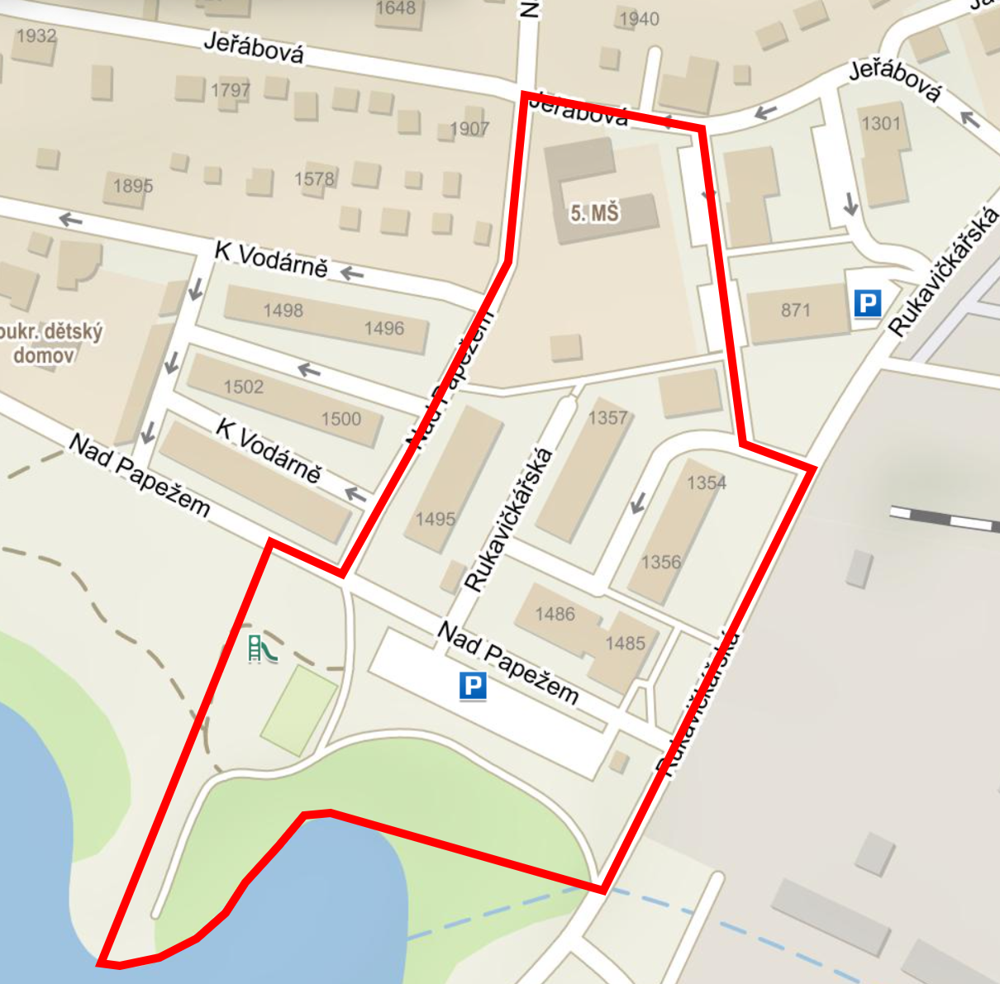 1648
N
1940
1932
Jeřábová
Jeřábová
1797
Jeřábová
1907
1301
1578
1895
5. MŠ
Rukavičkářská
K Vodárně
P
1498
871
1496
oukr. dětský
domov
Nad Papežem
1502
1500
1357
K Vodárně
Nad Papežem
Rukavičkářská
1354
1495
1356
1486
1485
Nad Papežem
P
Rukavičkářská